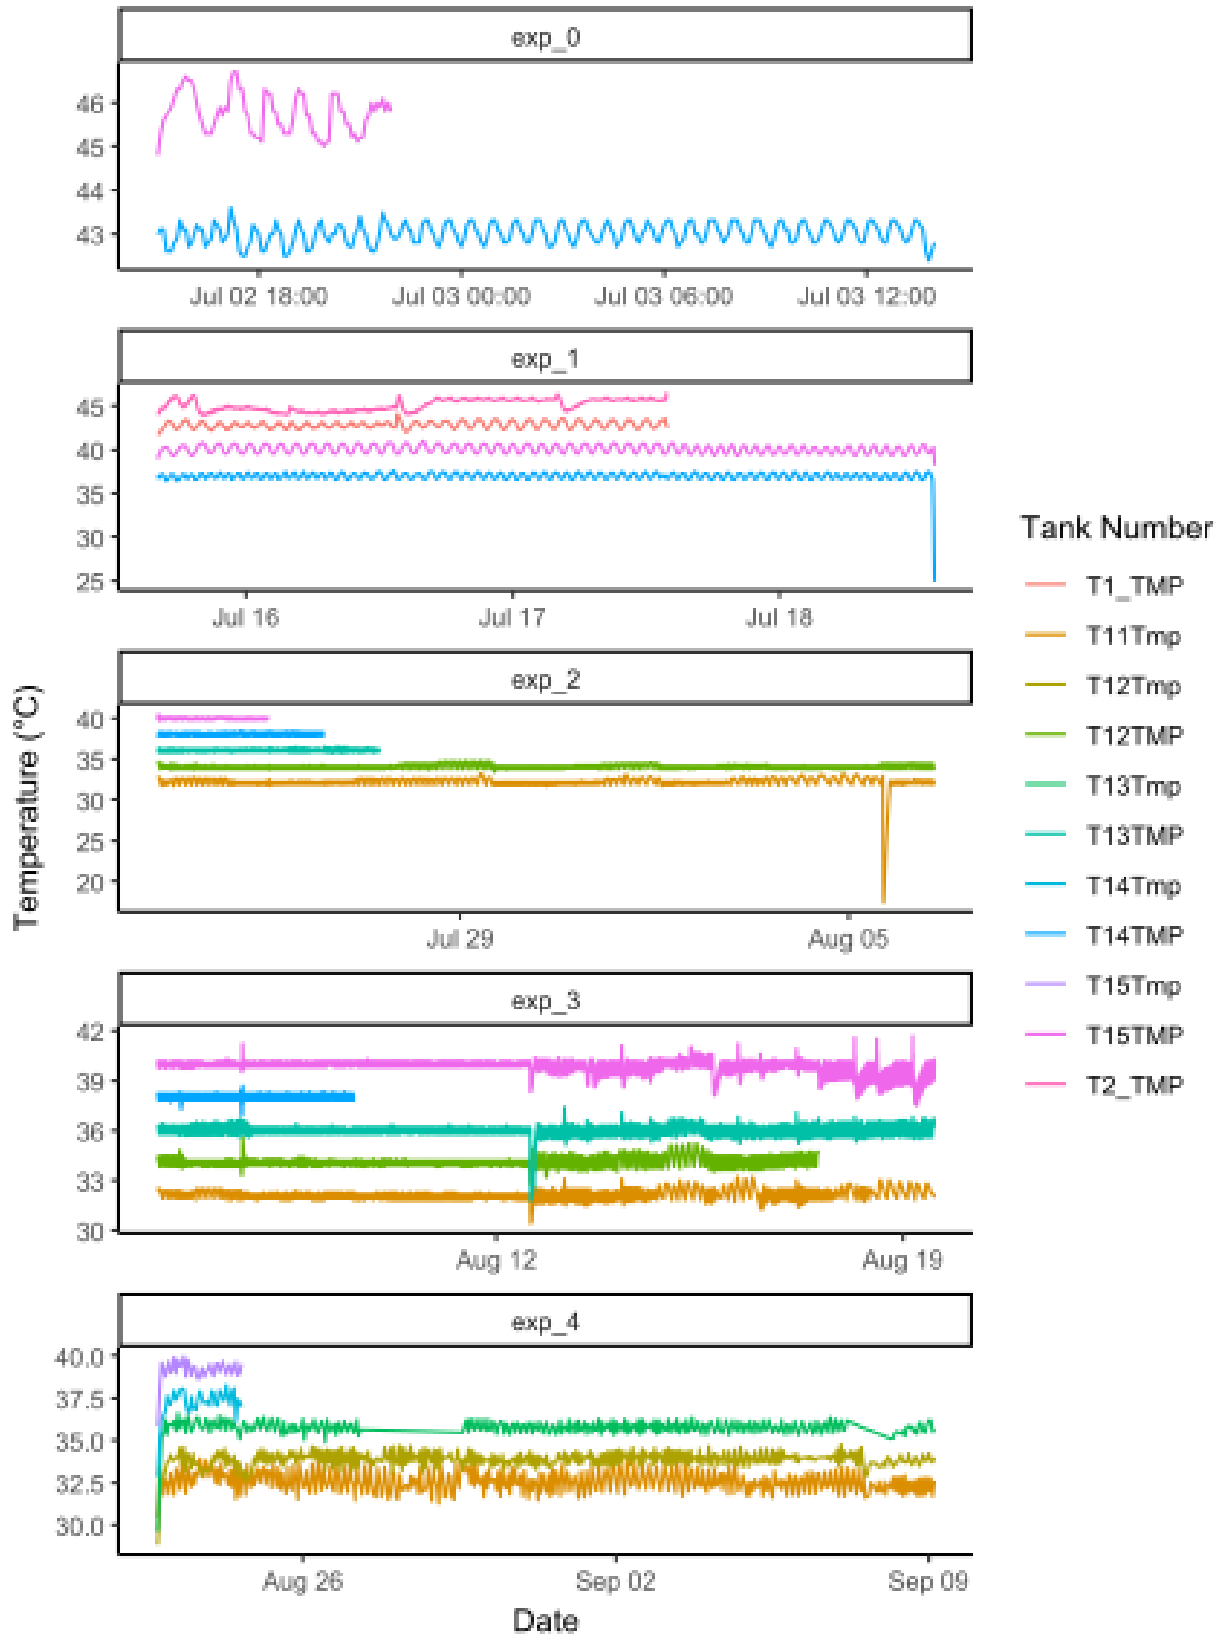 exp_0
46
45
44
43
Jul 02 18:00 Jul 03 00:00 Jul 03 06:00 Jul 03 12:00
exp_1
45
40
35
30
25
Jul 16 Jul 17 Jul 18
exp_2
40
35
30
25
20
Jul 29 Aug 05
exp_3
42
39
36
33
30
Aug 12 Aug 19
exp_4
40.0
37.5
35.0
32.5
30.0
Aug 26 Sep 02 Sep 09
Date
Temperature (°C)
Tank Number
T1_TMP
T11Tmp
T12Tmp
T12TMP
T13Tmp
T13TMP
T14Tmp
T14TMP
T15Tmp
T15TMP
T2_TMP